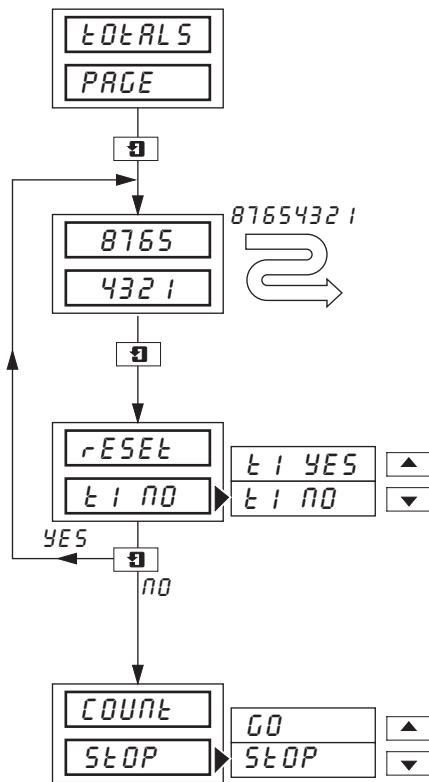 tOtALS
PAGE
8765
4321
87654321
rESEt
t1 NO
t1 YES
t1 NO
YES
NO
COUNt
StOP
GO
StOP